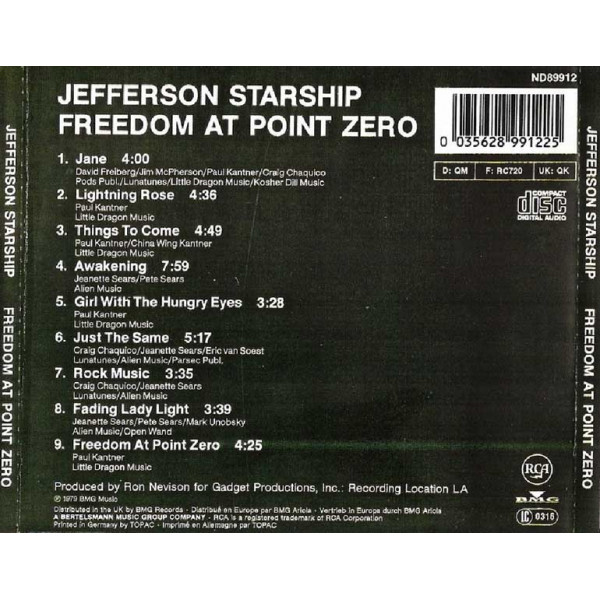 ND89912
JEFFERSON STARSHIP
FREEDOM AT POINT ZERO
0 035628 991225
D: QM F: RC720 UK: QK
COMPACT
disc
DIGITAL AUDIO
1. Jane 4:00
David Freiberg/Jim McPherson/Paul Kantner/Craig Chaquico
Pods Publ./Lunatunes/Little Dragon Music/Kosher Dill Music
2. Lightning Rose 4:36
Paul Kantner
Little Dragon Music
3. Things To Come 4:49
Paul Kantner/China Wing Kantner
Little Dragon Music
4. Awakening 7:59
Jeanette Sears/Pete Sears
Alien Music
5. Girl With The Hungry Eyes 3:28
Paul Kantner
Little Dragon Music
6. Just The Same 5:17
Craig Chaquico/Jeanette Sears/Eric van Soest
Lunatunes/Alien Music/Parsec Publ.
7. Rock Music 3:35
Craig Chaquico/Jeanette Sears
Lunatunes/Alien Music
8. Fading Lady Light 3:39
Jeanette Sears/Pete Sears/Mark Unobsky
Alien Music/Open Wand
9. Freedom At Point Zero 4:25
Paul Kantner
Little Dragon Music
Produced by Ron Nevison for Gadget Productions, Inc.: Recording Location LA
℗ 1979 BMG Music
Distributed in the UK by BMG Records - Distribué en Europe par BMG Ariola - Vertrieb in Europa durch BMG Ariola
A BERTELSMANN MUSIC GROUP COMPANY - RCA is a registered trademark of RCA Corporation
Printed in Germany by TOPAC - Imprimé en Allemagne par TOPAC
RCA
BMG
LC 0316
JEFFERSON STARSHIP FREEDOM AT POINT ZERO
JEFFERSON STARSHIP FREEDOM AT POINT ZERO